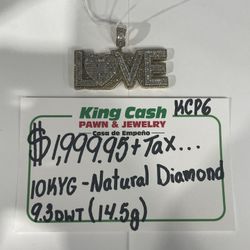 LOVE
KCP6
King Cash
PAWN & JEWELRY
Casa de Empeño
$1,999.95 + Tax...
10KYG - Natural Diamond
9.3DWT (14.5g)